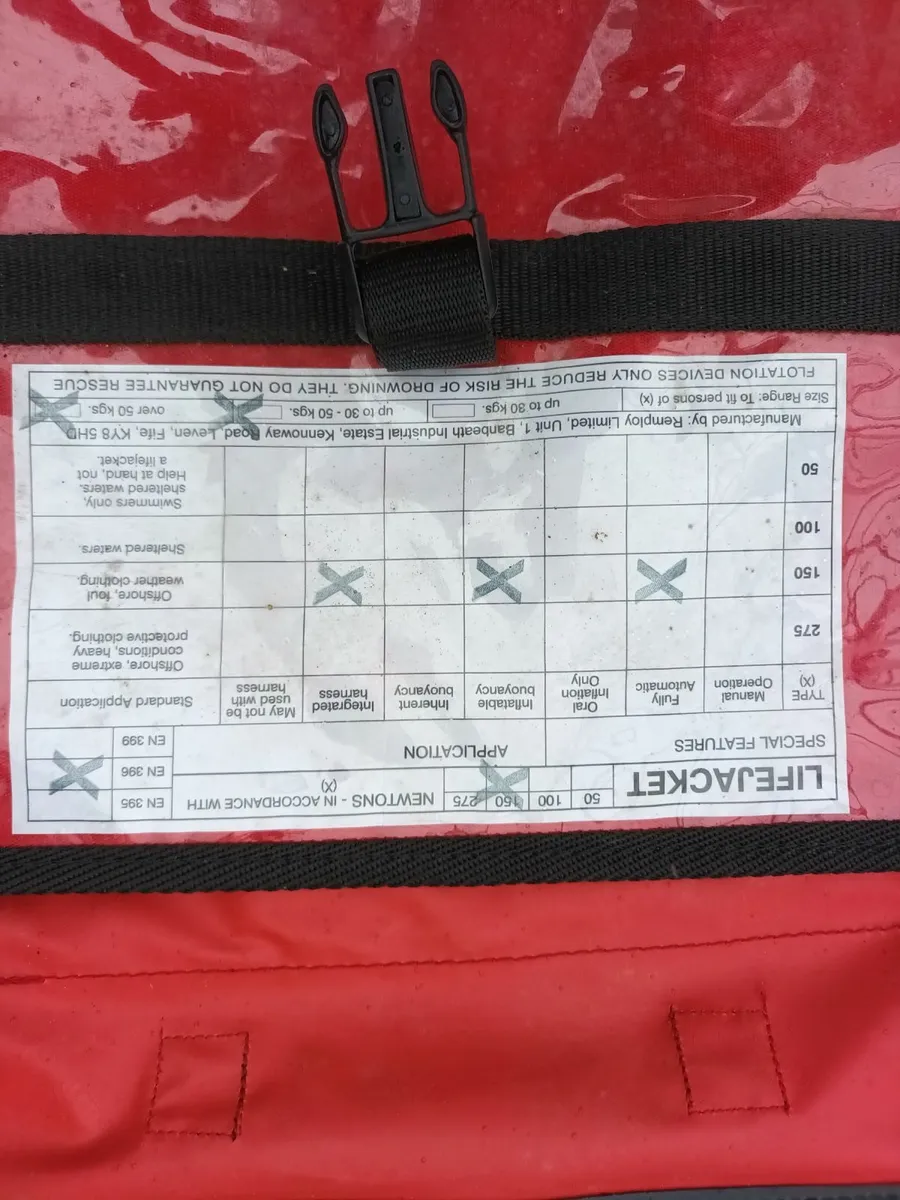 LIFEJACKET 50 100 150 275 NEWTONS - IN ACCORDANCE WITH (X) EN 395
EN 396
SPECIAL FEATURES APPLICATION EN 399
TYPE (X) Manual Operation Fully Automatic Oral Inflation Only Inflatable buoyancy Inherent buoyancy Integrated harness May not be used with harness Standard Application
275 Offshore, extreme conditions, heavy protective clothing.
150 X X X Offshore, foul weather clothing
100 Sheltered waters.
50 Swimmers only, sheltered waters. Help at hand, not a lifejacket.
Manufactured by: Remploy Limited, Unit 1, Banbeath Industrial Estate, Kennoway Road, Leven, Fife, KY8 5HD
Size Range: To fit persons of (x) up to 30 kgs. up to 30 - 50 kgs. X over 50 kgs. X
FLOTATION DEVICES ONLY REDUCE THE RISK OF DROWNING. THEY DO NOT GUARANTEE RESCUE